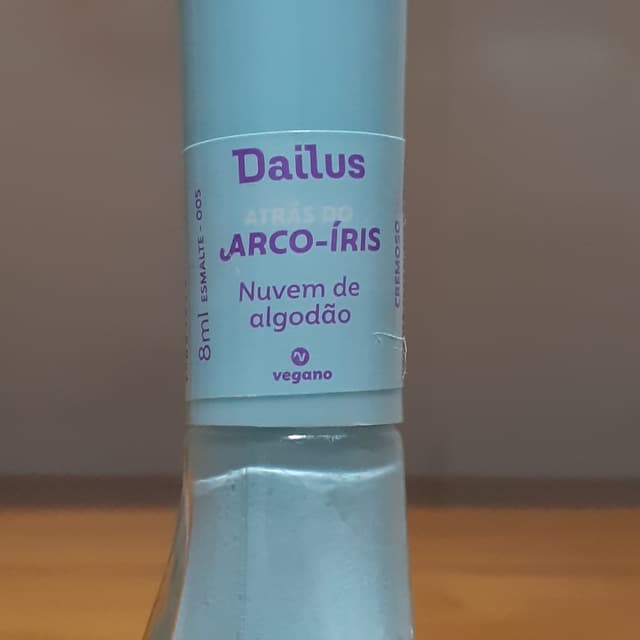 Dailus
ATRÁS DO
ARCO-ÍRIS
Nuvem de
algodão
vegano
8ml ESMALTE - 005
CREMOSO